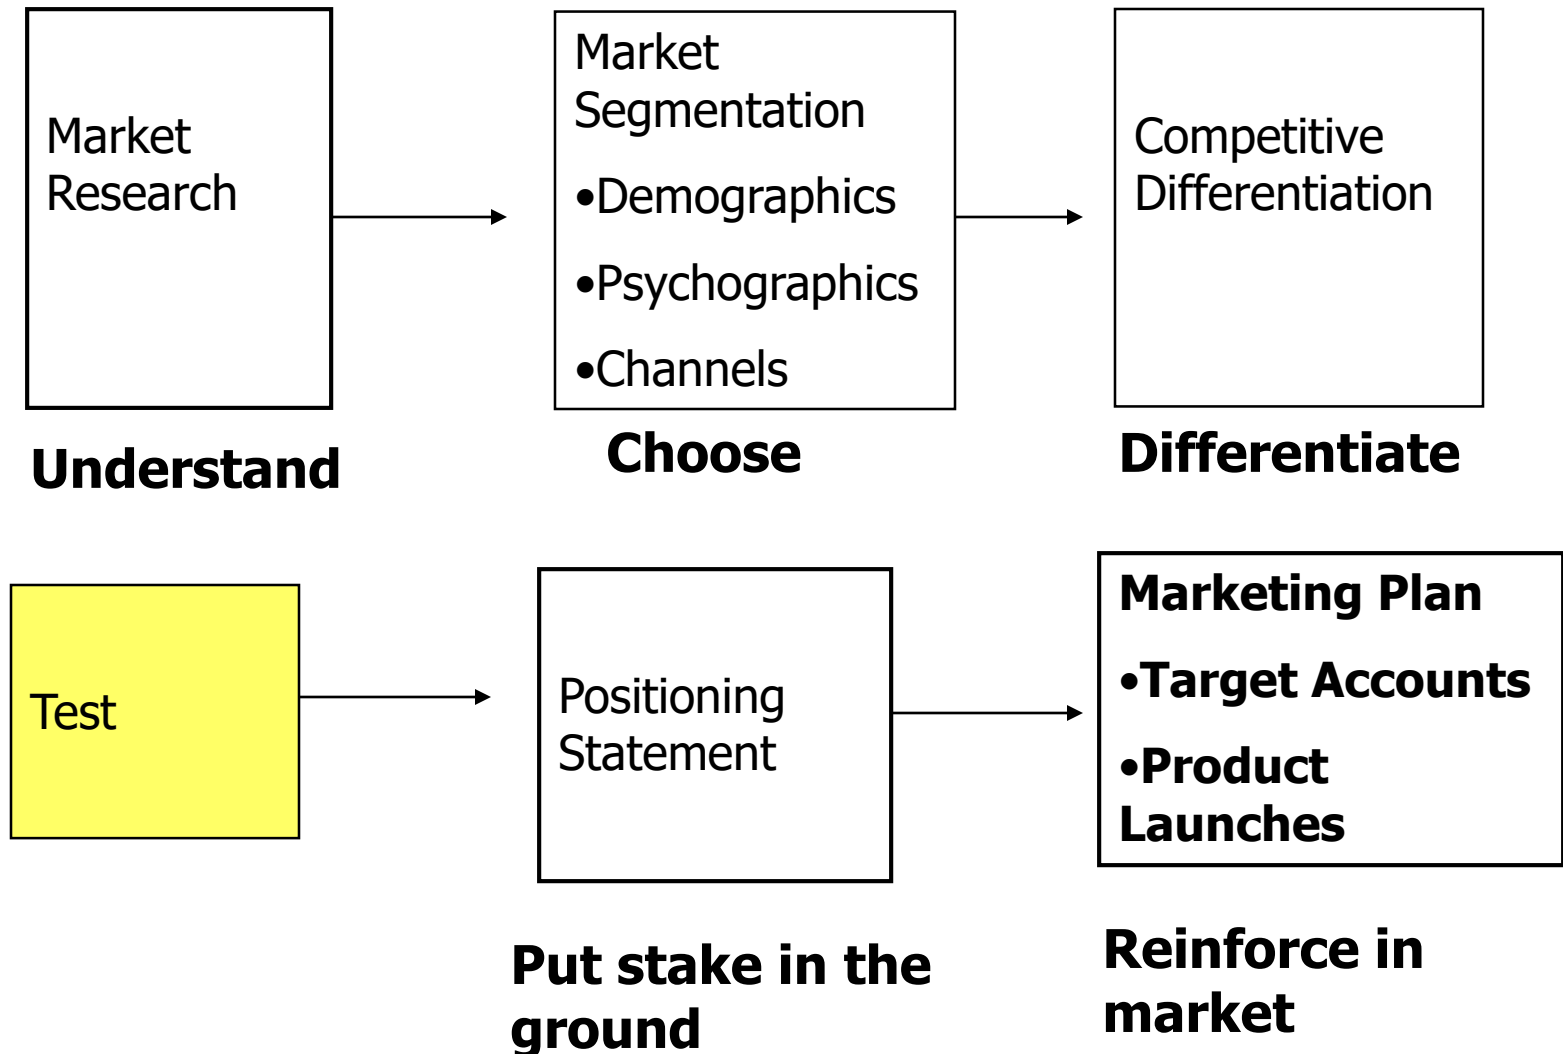 Market
Research
Market
Segmentation
•Demographics
•Psychographics
•Channels
Competitive
Differentiation
Understand
Choose
Differentiate
Test
Positioning
Statement
Marketing Plan
•Target Accounts
•Product
Launches
Put stake in the
ground
Reinforce in
market